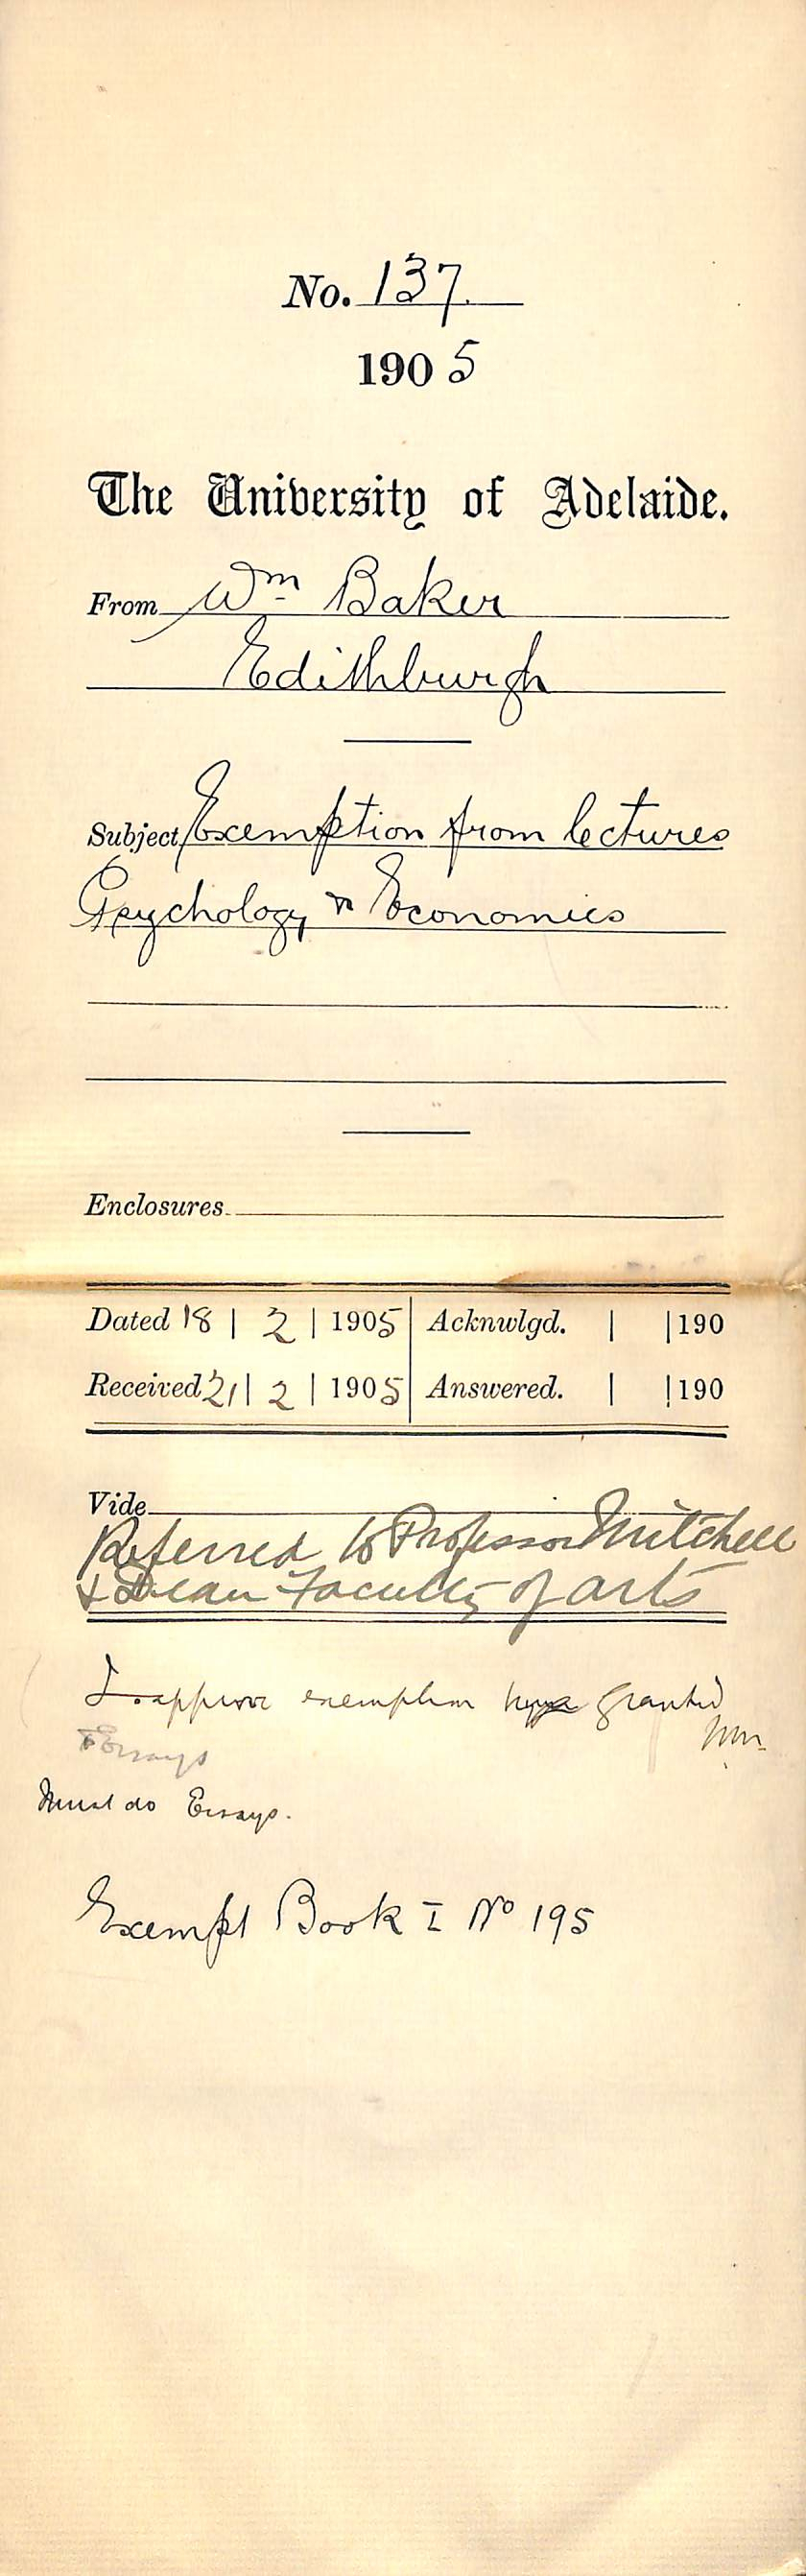 No. 137.
1905
The University of Adelaide.
From Wm Baker
Edithburgh
Subject Exemption from lectures
Psychology & Economics
Enclosures
Dated 18 | 2 | 1905 Acknwlgd. | | 190
Received 21 | 2 | 1905 Answered. | | 190
Vide
Referred to Professor Mitchell
& Dean Faculty of Arts
I approve exemption granted
Essays
Must do Essays.
Exempt Book I No 195